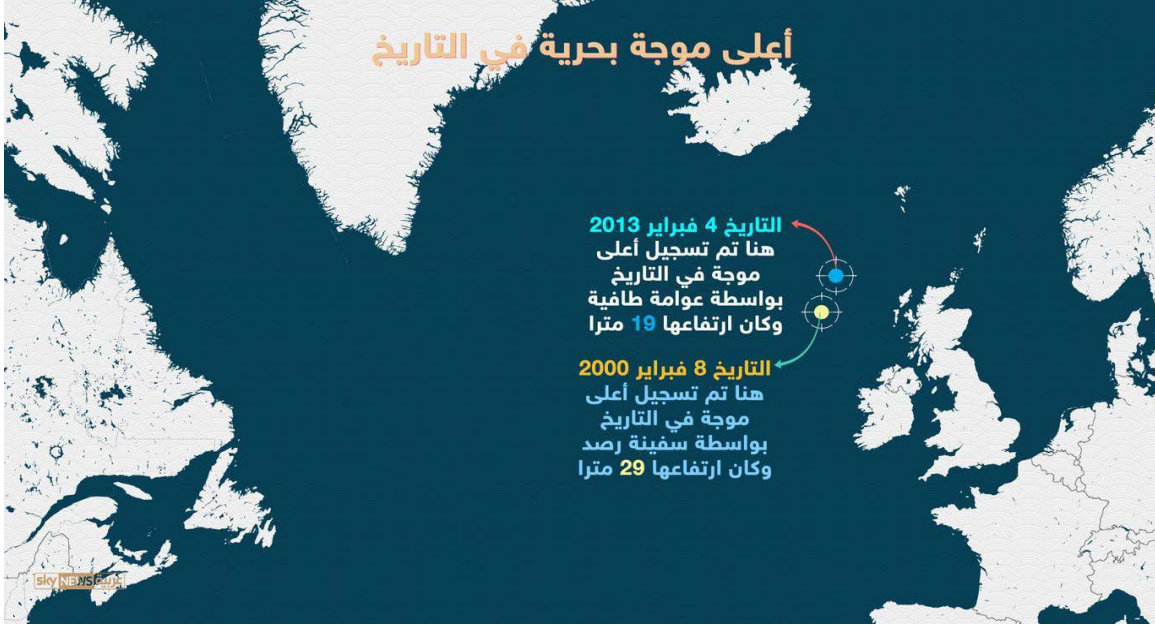 أعلى موجة بحرية في التاريخ
التاريخ 4 فبراير 2013
هنا تم تسجيل أعلى
موجة في التاريخ
بواسطة عوامة طافية
وكان ارتفاعها 19 مترا
التاريخ 8 فبراير 2000
هنا تم تسجيل أعلى
موجة في التاريخ
بواسطة سفينة رصد
وكان ارتفاعها 29 مترا
sky NEWS عربية